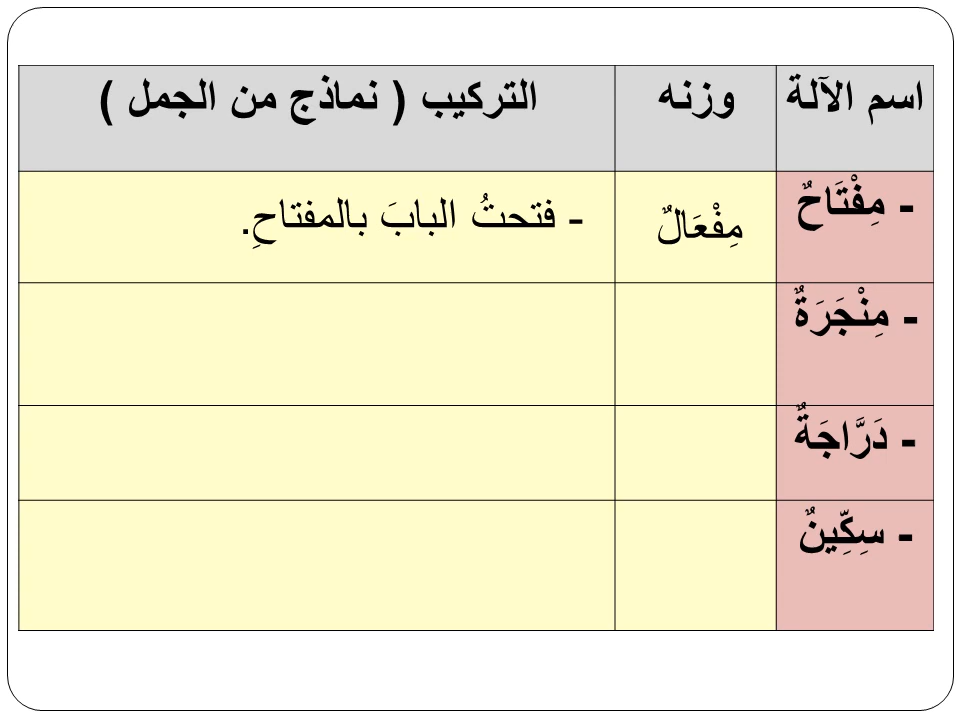 اسم الآلة وزنه التركيب ( نماذج من الجمل )
- مِفْتَاحٌ مِفْعَالٌ - فتحتُ البابَ بالمفتاحِ.
- مِنْجَرَةٌ
- دَرَّاجَةٌ
- سِكِّينٌ